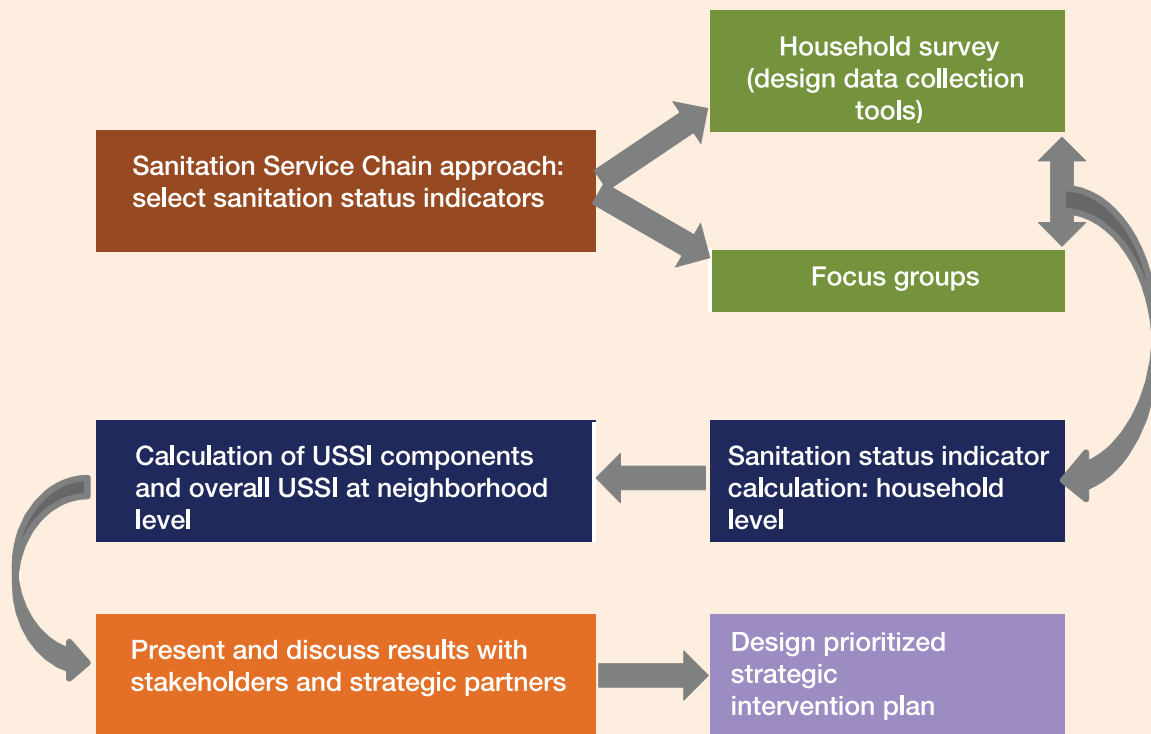 Household survey
(design data collection
tools)
Sanitation Service Chain approach:
select sanitation status indicators
Focus groups
Calculation of USSI components
and overall USSI at neighborhood
level
Sanitation status indicator
calculation: household
level
Present and discuss results with
stakeholders and strategic partners
Design prioritized
strategic
intervention plan